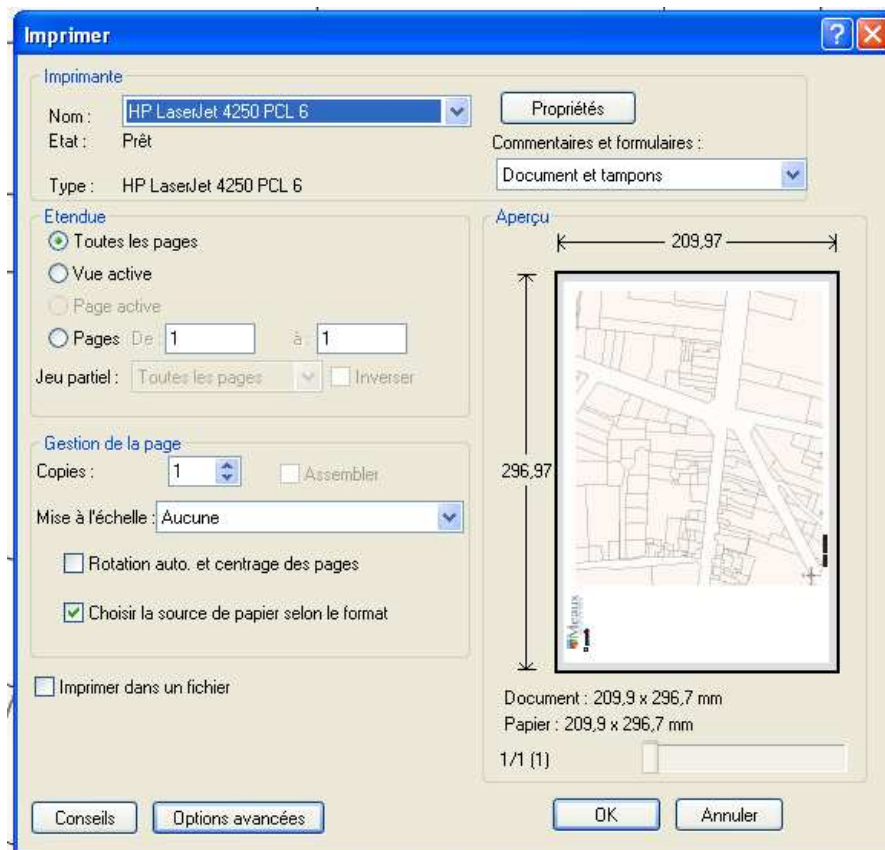 Imprimer
Imprimante
Nom : HP LaserJet 4250 PCL 6 Propriétés
Etat : Prêt Commentaires et formulaires :
Type : HP LaserJet 4250 PCL 6 Document et tampons
Etendue
Toutes les pages
Vue active
Page active
Pages De : 1 à : 1
Jeu partiel : Toutes les pages Inverser
Gestion de la page
Copies : 1 Assembler
Mise à l'échelle : Aucune
Rotation auto. et centrage des pages
Choisir la source de papier selon le format
Imprimer dans un fichier
Aperçu
209,97
296,97
Meaux
Document : 209,9 x 296,7 mm
Papier : 209,9 x 296,7 mm
1/1 (1)
Conseils Options avancées OK Annuler